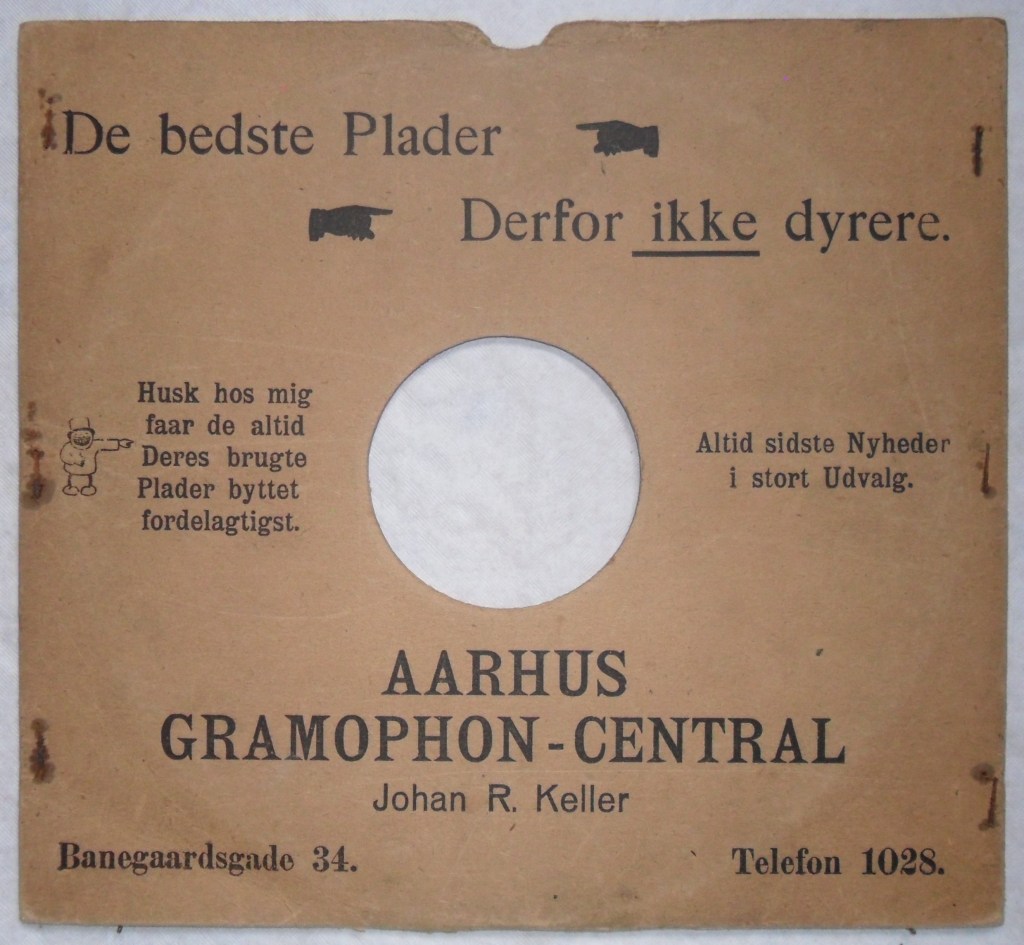 De bedste Plader
Derfor ikke dyrere.
Husk hos mig
faar de altid
Deres brugte
Plader byttet
fordelagtigst.
Altid sidste Nyheder
i stort Udvalg.
AARHUS
GRAMOPHON-CENTRAL
Johan R. Keller
Banegaardsgade 34.
Telefon 1028.